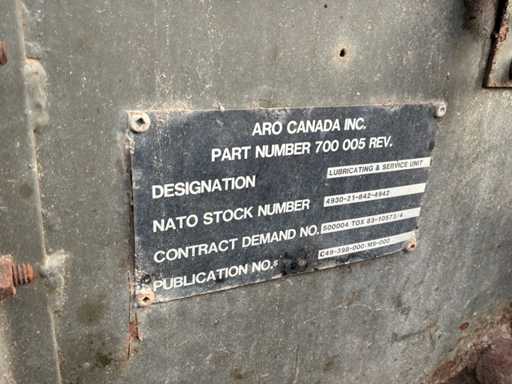 ARO CANADA INC.
PART NUMBER 700 005 REV.
DESIGNATION LUBRICATING & SERVICE UNIT
NATO STOCK NUMBER 4930-21-842-4942
CONTRACT DEMAND NO. S00004 TOX 83-10573/4
PUBLICATION NO. C49-398-000-MS-000